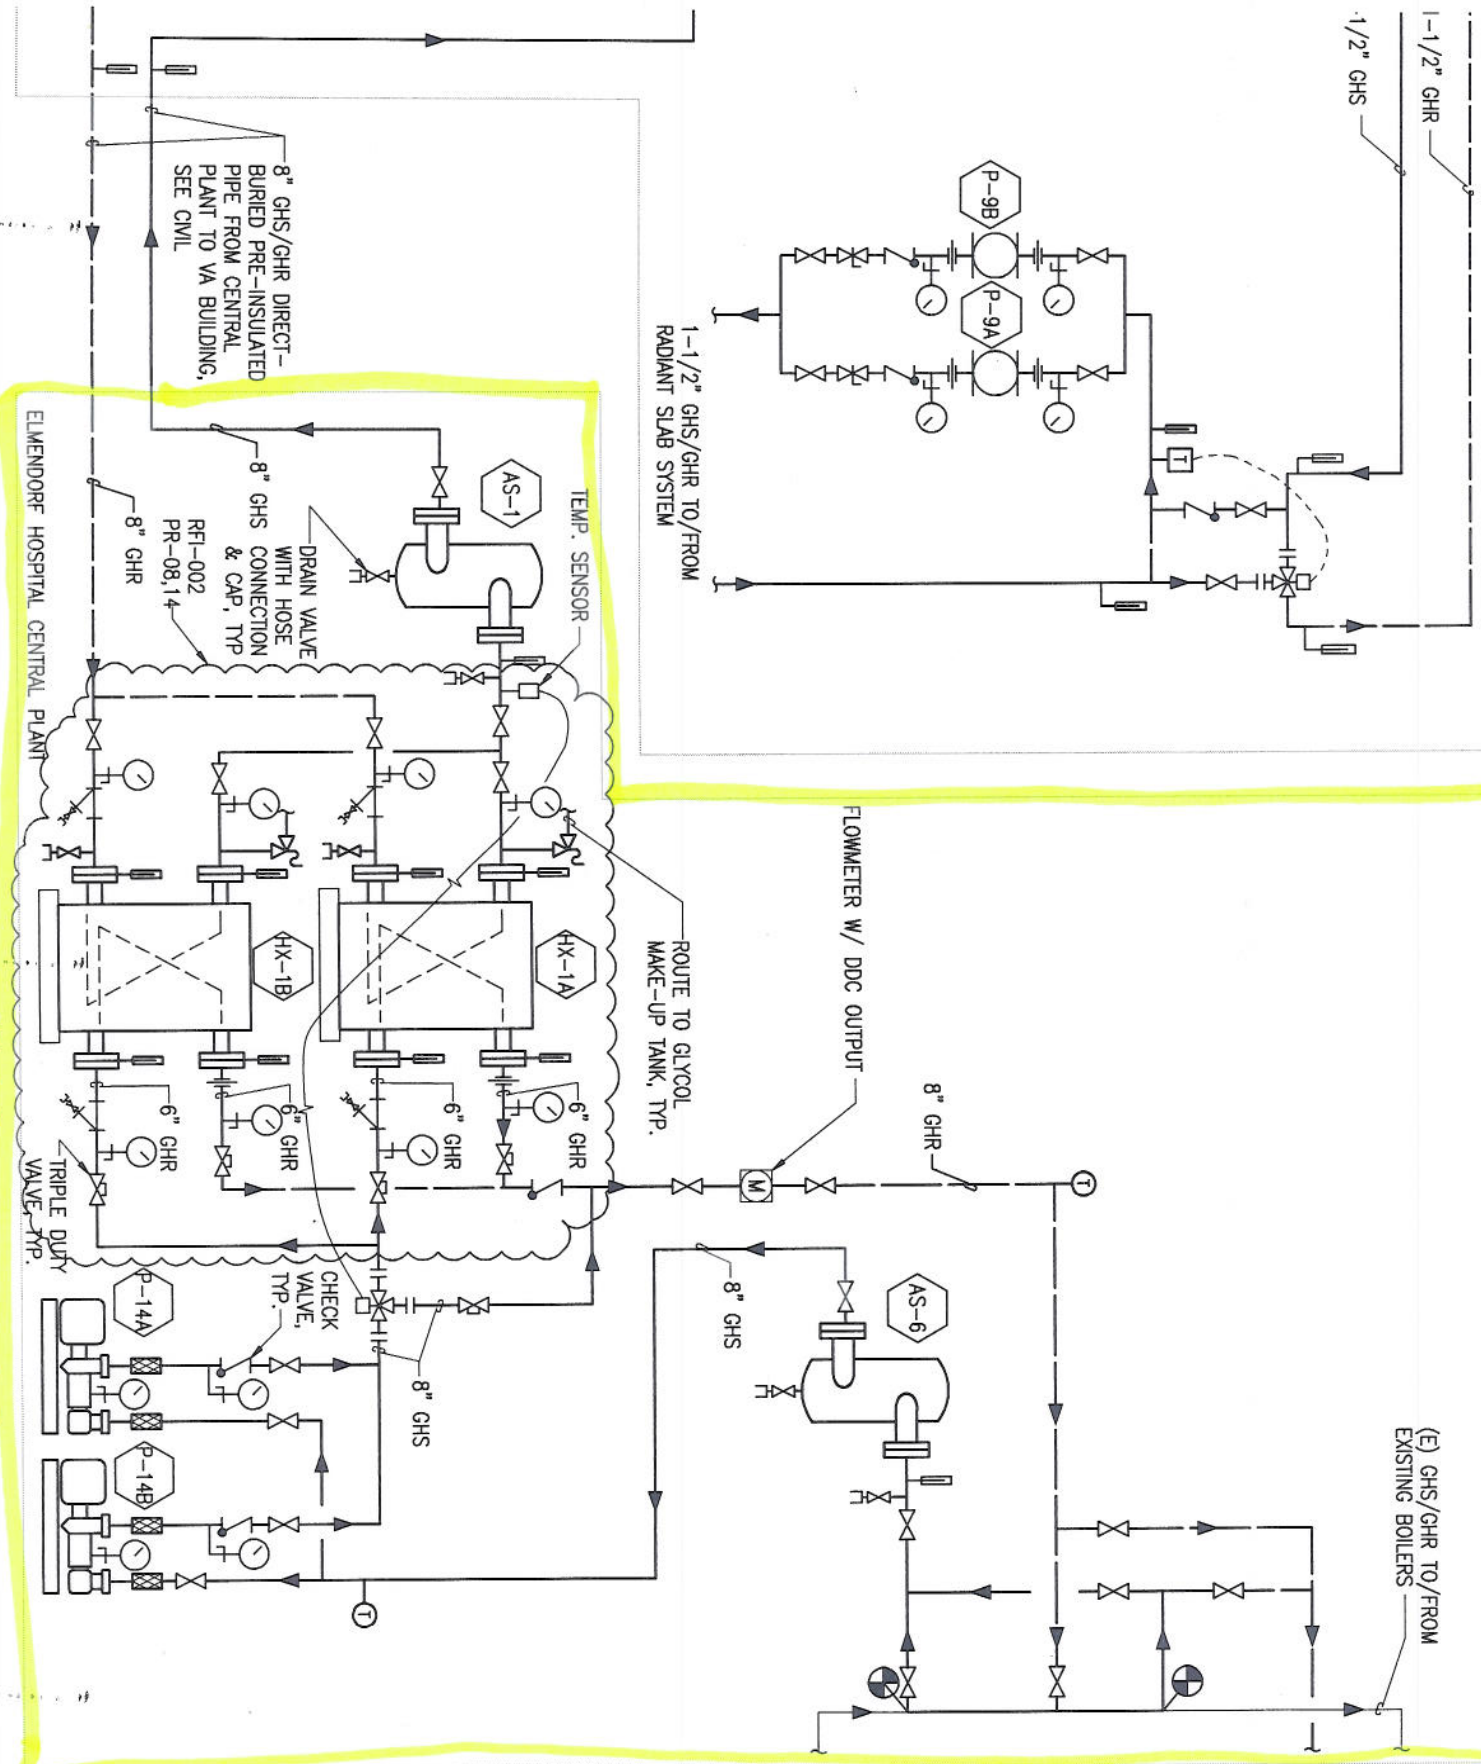 1-1/2" GHR
1/2" GHS
P-9B
P-9A
1-1/2" GHS/GHR TO/FROM
RADIANT SLAB SYSTEM
T
8" GHS/GHR DIRECT-
BURIED PRE-INSULATED
PIPE FROM CENTRAL
PLANT TO VA BUILDING,
SEE CIVIL
AS-1
TEMP. SENSOR
8" GHS
DRAIN VALVE
WITH HOSE
CONNECTION
& CAP, TYP
8" GHR
RFI-002
PR-08,14
ELMENDORF HOSPITAL CENTRAL PLANT
FLOWMETER W/ DDC OUTPUT
ROUTE TO GLYCOL
MAKE-UP TANK, TYP.
HX-1A
HX-1B
6" GHR
6" GHR
6" GHR
6" GHR
TRIPLE DUTY
VALVE, TYP.
M
8" GHR
T
8" GHS
AS-6
CHECK
VALVE,
TYP.
8" GHS
P-14A
P-14B
T
(E) GHS/GHR TO/FROM
EXISTING BOILERS